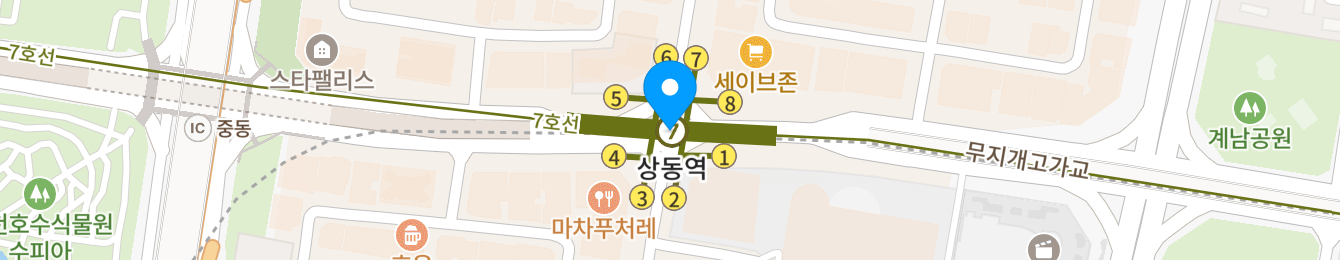 7호선
스타팰리스
IC 중동
7호선
6
7
세이브존
5
8
7
계남공원
무지개고가교
4
1
상동역
3
2
마차푸처레
수피아